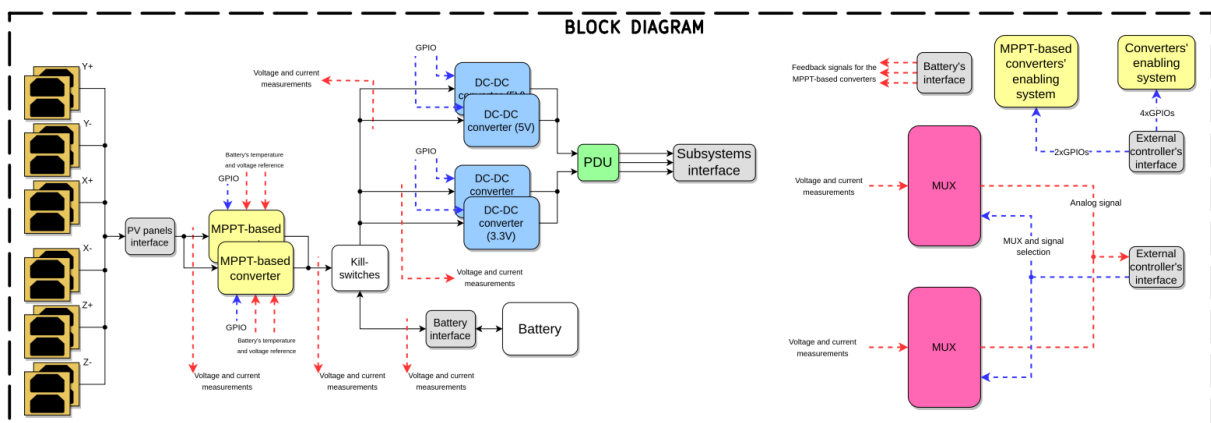 BLOCK DIAGRAM
Y+
Y-
X+
X-
Z+
Z-
PV panels
interface
Battery's temperature
and voltage reference
GPIO
MPPT-based
MPPT-based
converter
GPIO
Battery's temperature
and voltage reference
Voltage and current
measurements
Voltage and current
measurements
Voltage and current
measurements
Kill-
switches
Battery
interface
Battery
Voltage and current
measurements
GPIO
DC-DC
converter (5V)
DC-DC
converter (5V)
GPIO
DC-DC
converter
DC-DC
converter
(3.3V)
Voltage and current
measurements
PDU
Subsystems
interface
Feedback signals for the
MPPT-based converters
Battery's
interface
MPPT-based
converters'
enabling
system
Converters'
enabling
system
4xGPIOs
2xGPIOs
External
controller's
interface
Voltage and current
measurements
MUX
Analog signal
MUX and signal
selection
External
controller's
interface
Voltage and current
measurements
MUX